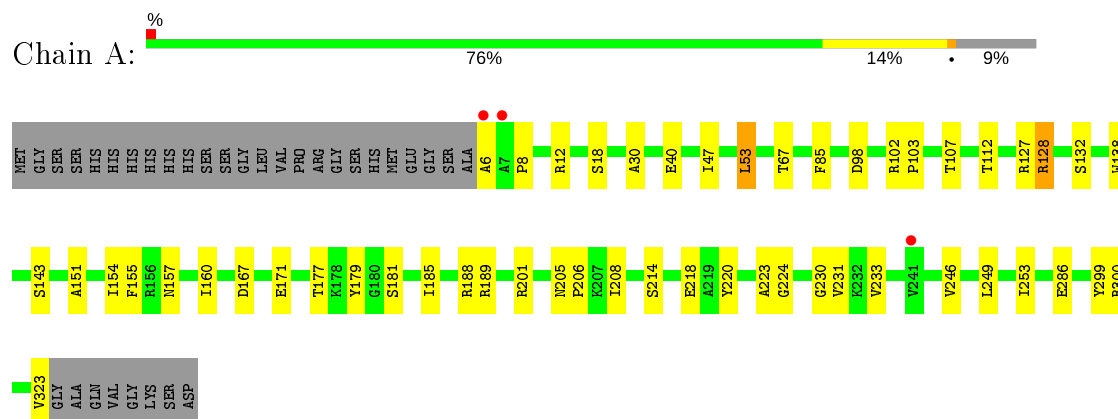 %
Chain A:
76% 14% • 9%
MET GLY SER SER HIS HIS HIS HIS HIS HIS SER SER GLY LEU VAL PRO ARG GLY SER HIS MET GLU GLY SER ALA A6 A7 P8 R12 S18 A30 E40 I47 L53 T67 F85 D98 R102 P103 T107 T112 R127 R128 S132 W138
S143 A151 I154 F155 R156 N157 I160 D167 E171 T177 K178 Y179 G180 S181 I185 R188 R189 R201 N205 P206 K207 I208 S214 E218 A219 Y220 A223 G224 G230 V231 K232 V233 V241 V246 L249 I253 E286 Y299
V323 GLY ALA GLN VAL GLY LYS SER ASP